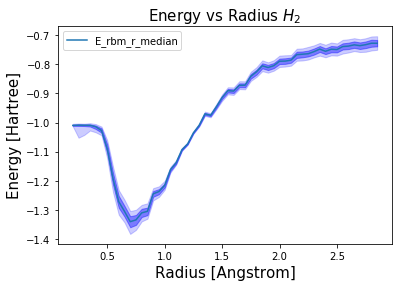 Energy vs Radius H₂
E_rbm_r_median
Energy [Hartree]
−0.7
−0.8
−0.9
−1.0
−1.1
−1.2
−1.3
−1.4
0.5 1.0 1.5 2.0 2.5
Radius [Angstrom]